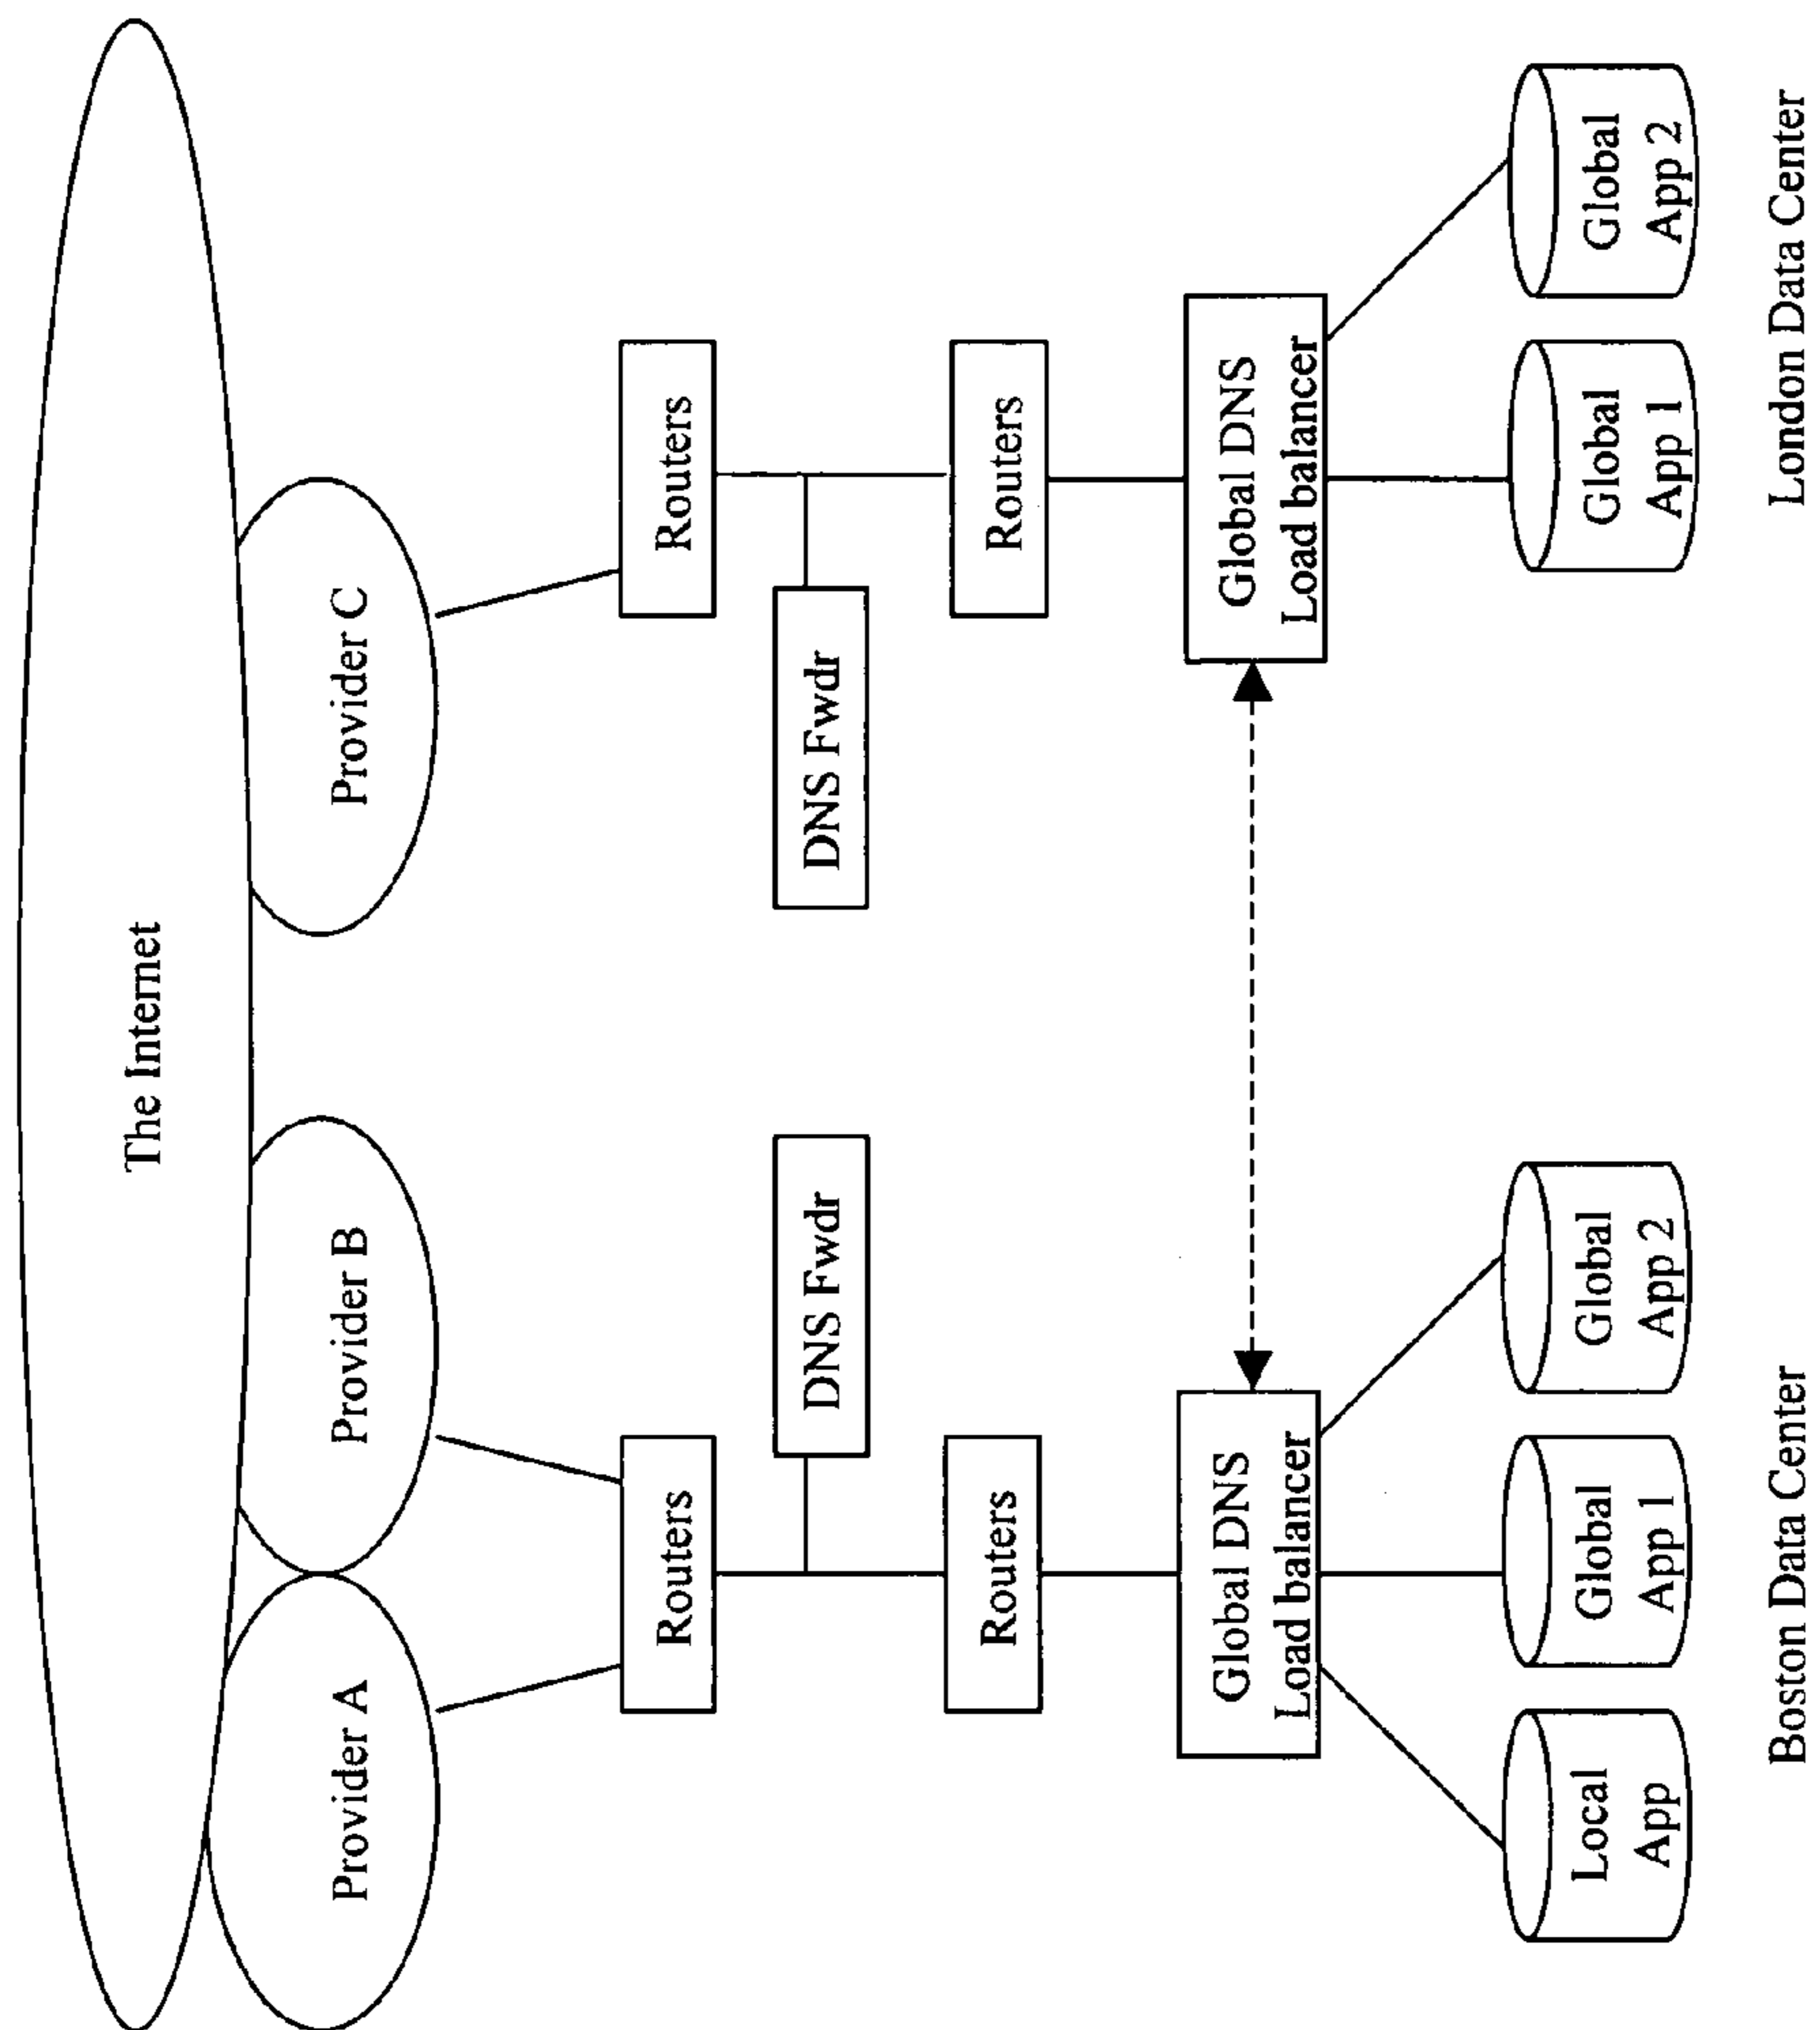 The Internet
Provider A
Provider B
Provider C
Routers
Routers
DNS Fwdr
DNS Fwdr
Routers
Routers
Global DNS
Load balancer
Global DNS
Load balancer
Local
App
Global
App 1
Global
App 2
Global
App 1
Global
App 2
Boston Data Center
London Data Center